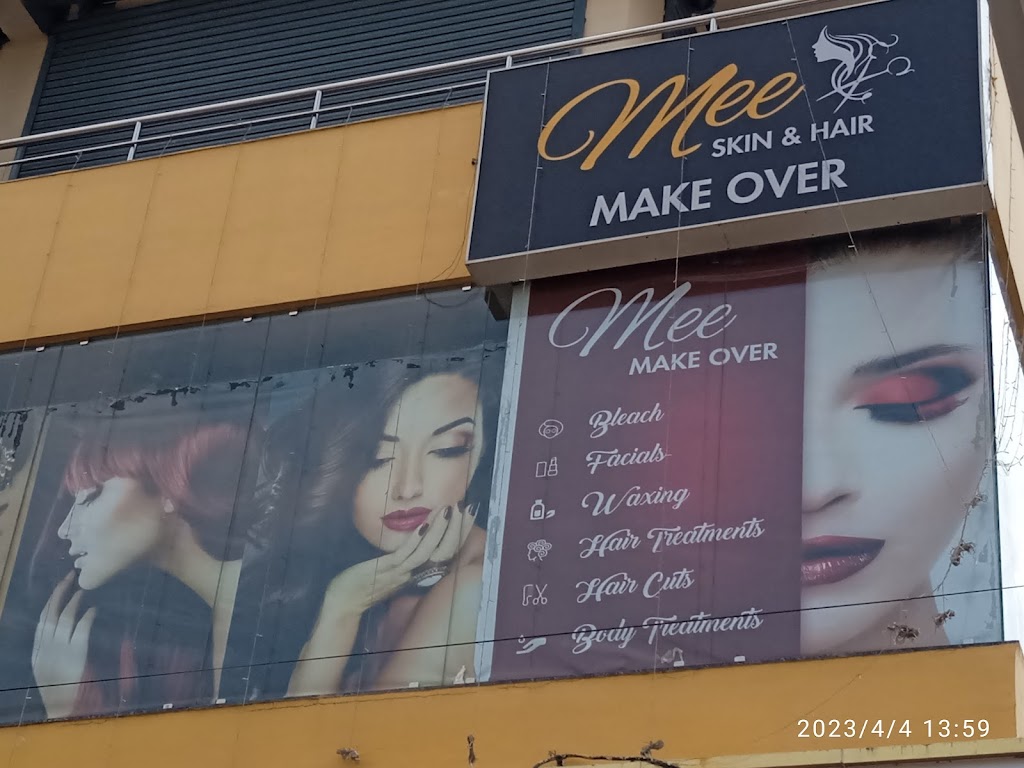 Mee
SKIN & HAIR
MAKE OVER
Mee
MAKE OVER
Bleach
Facials
Waxing
Hair Treatments
Hair Cuts
Body Treatments
2023/4/4 13:59